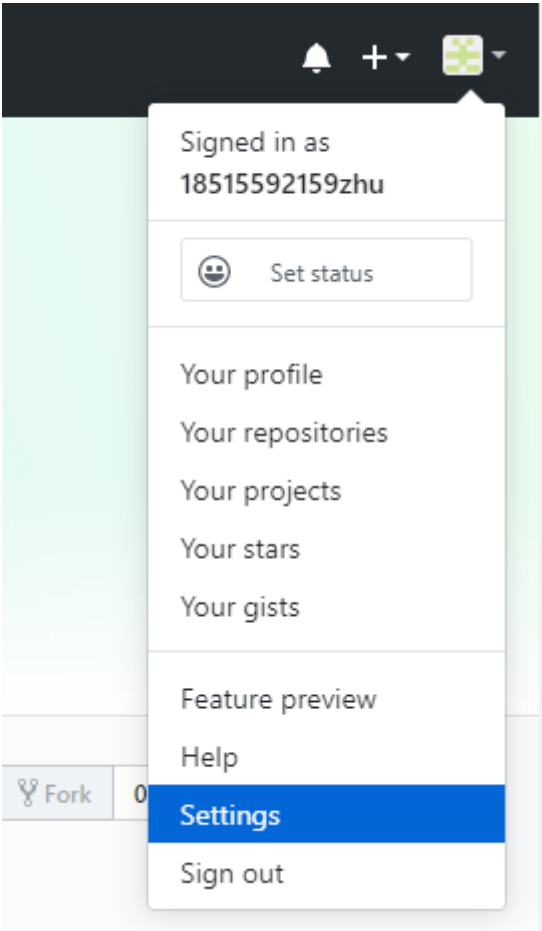 Signed in as
18515592159zhu
Set status
Your profile
Your repositories
Your projects
Your stars
Your gists
Feature preview
Help
Fork 0
Settings
Sign out